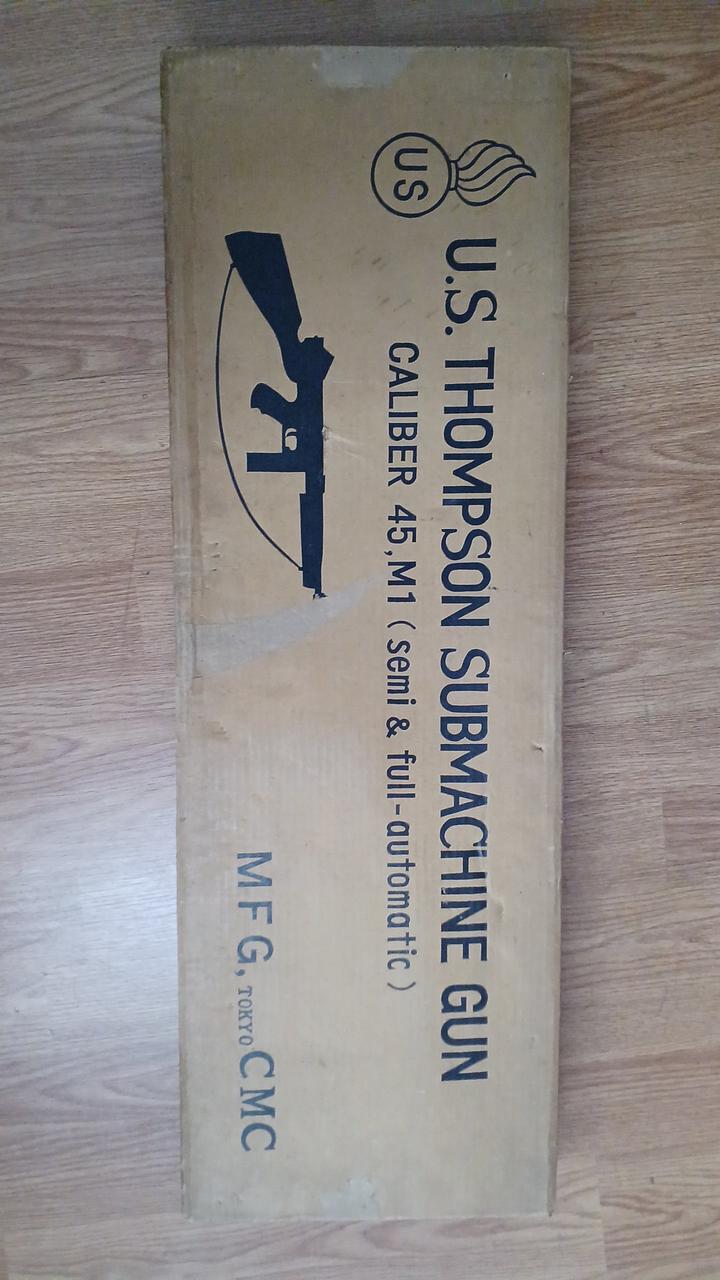 US
U.S. THOMPSON SUBMACHINE GUN
CALIBER 45,M1 ( semi & full-automatic )
MFG, TOKYO CMC